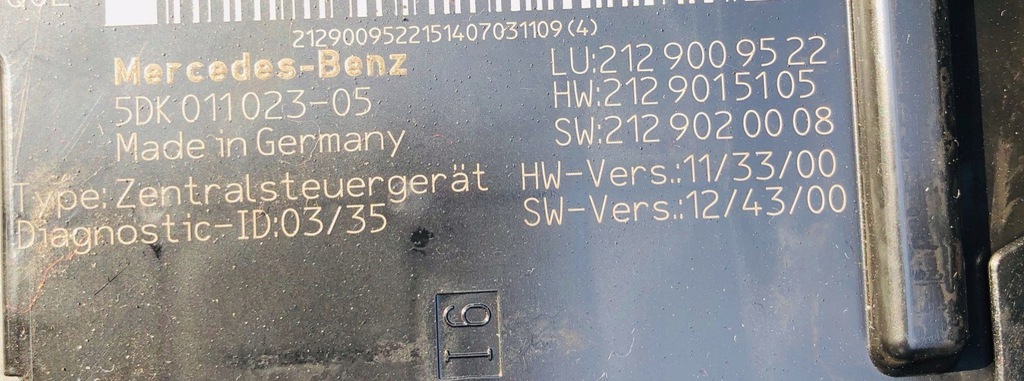 2129009522151407031109(4)
Mercedes-Benz
5DK 011 023-05
Made in Germany
LU:212 900 95 22
HW:212 901 51 05
SW:212 902 00 08
Type: Zentralsteuergerät
Diagnostic-ID:03/35
HW-Vers.:11/33/00
SW-Vers.:12/43/00